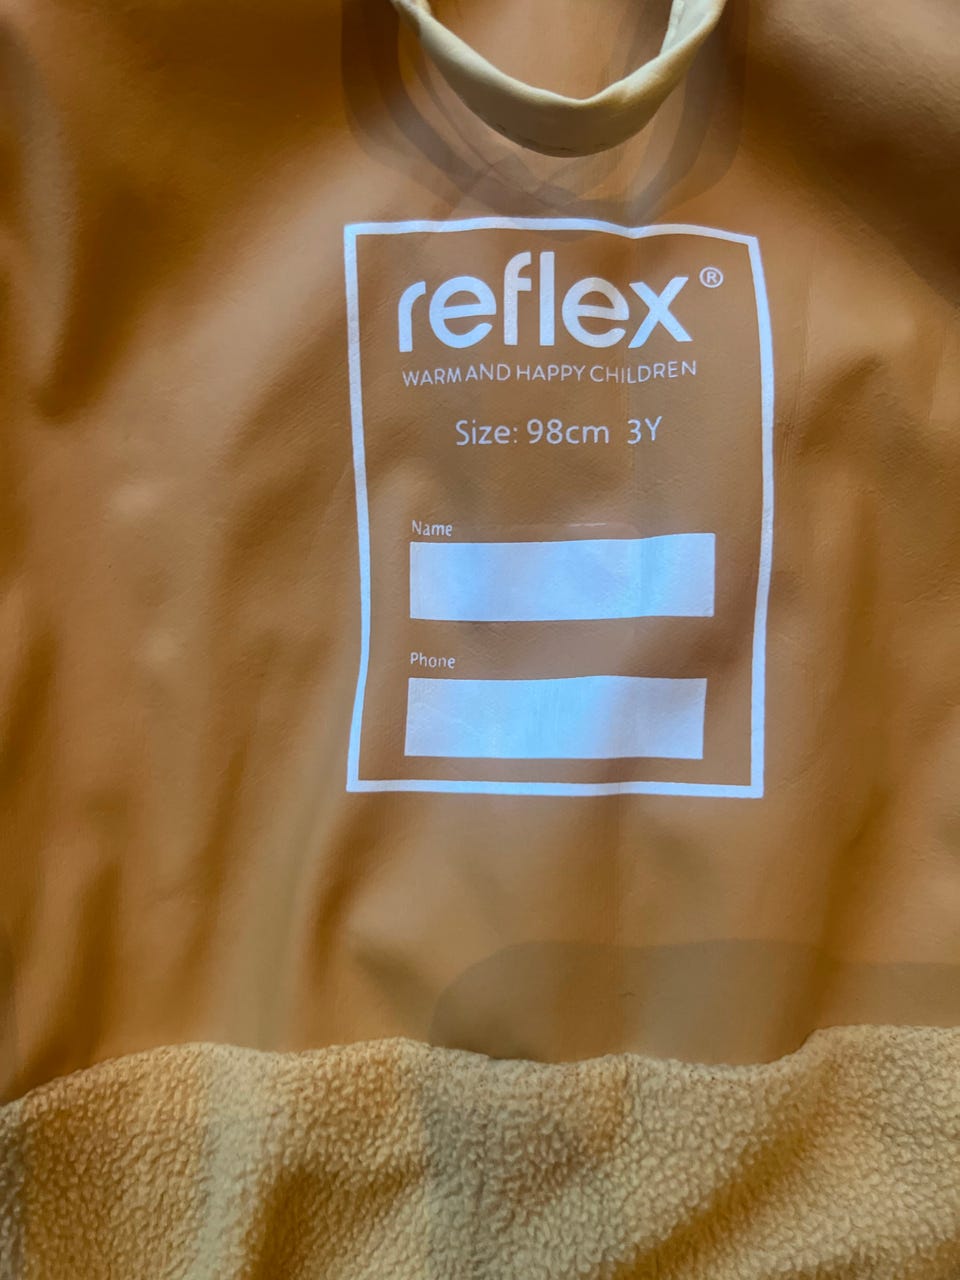 reflex®
WARM AND HAPPY CHILDREN
Size: 98cm 3Y
Name
Phone